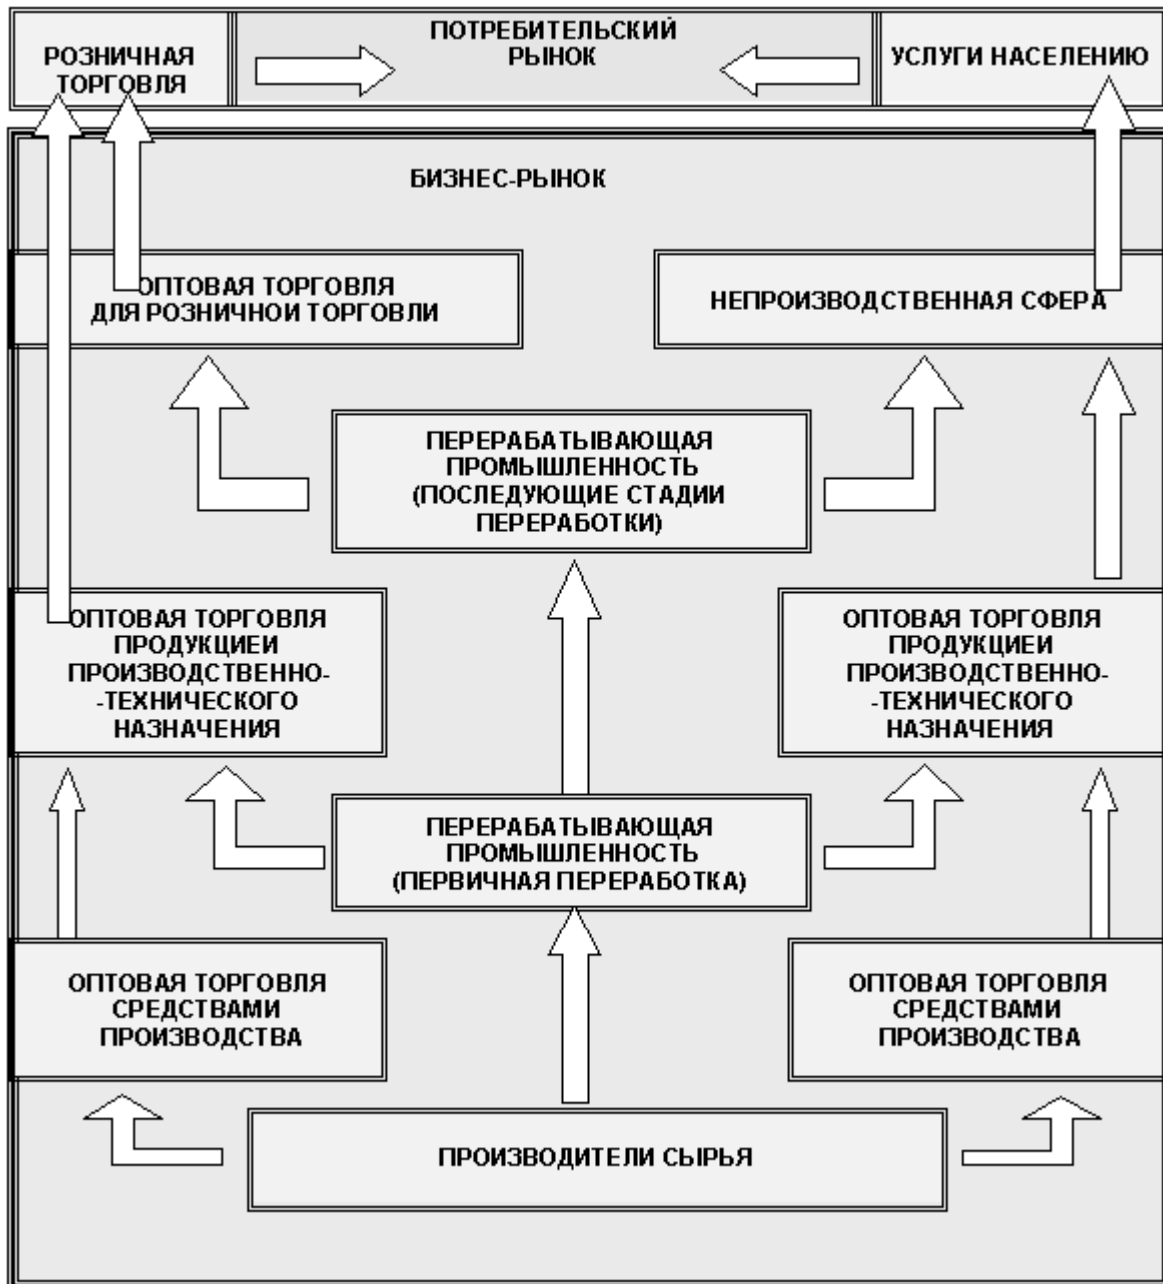 РОЗНИЧНАЯ
ТОРГОВЛЯ
ПОТРЕБИТЕЛЬСКИЙ
РЫНОК
УСЛУГИ НАСЕЛЕНИЮ
БИЗНЕС-РЫНОК
ОПТОВАЯ ТОРГОВЛЯ
ДЛЯ РОЗНИЧНОЙ ТОРГОВЛИ
НЕПРОИЗВОДСТВЕННАЯ СФЕРА
ПЕРЕРАБАТЫВАЮЩАЯ
ПРОМЫШЛЕННОСТЬ
(ПОСЛЕДУЮЩИЕ СТАДИИ
ПЕРЕРАБОТКИ)
ОПТОВАЯ ТОРГОВЛЯ
ПРОДУКЦИЕЙ
ПРОИЗВОДСТВЕННО-
-ТЕХНИЧЕСКОГО
НАЗНАЧЕНИЯ
ОПТОВАЯ ТОРГОВЛЯ
ПРОДУКЦИЕЙ
ПРОИЗВОДСТВЕННО-
-ТЕХНИЧЕСКОГО
НАЗНАЧЕНИЯ
ПЕРЕРАБАТЫВАЮЩАЯ
ПРОМЫШЛЕННОСТЬ
(ПЕРВИЧНАЯ ПЕРЕРАБОТКА)
ОПТОВАЯ ТОРГОВЛЯ
СРЕДСТВАМИ
ПРОИЗВОДСТВА
ОПТОВАЯ ТОРГОВЛЯ
СРЕДСТВАМИ
ПРОИЗВОДСТВА
ПРОИЗВОДИТЕЛИ СЫРЬЯ